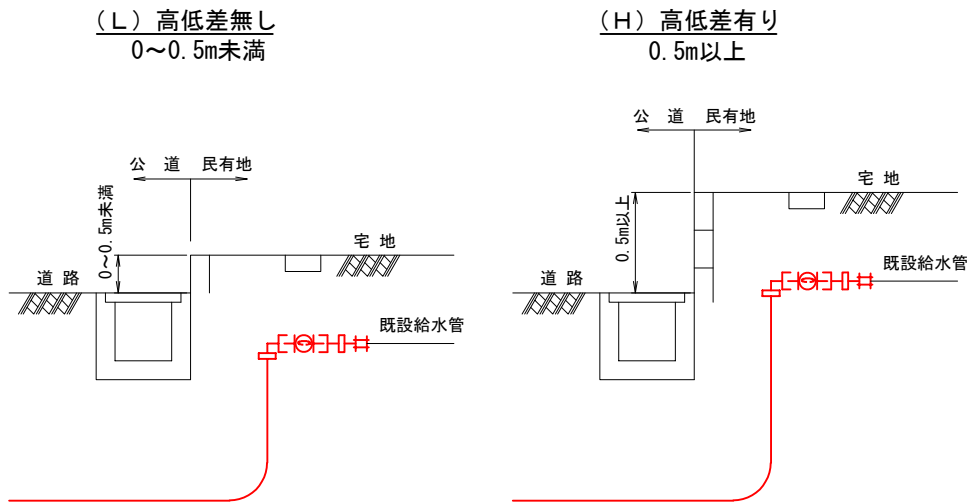 (L)高低差無し
0～0.5m未満
公 道 民有地
0～0.5m未満
宅 地
道 路
既設給水管
(H)高低差有り
0.5m以上
公 道 民有地
宅 地
0.5m以上
既設給水管
道 路